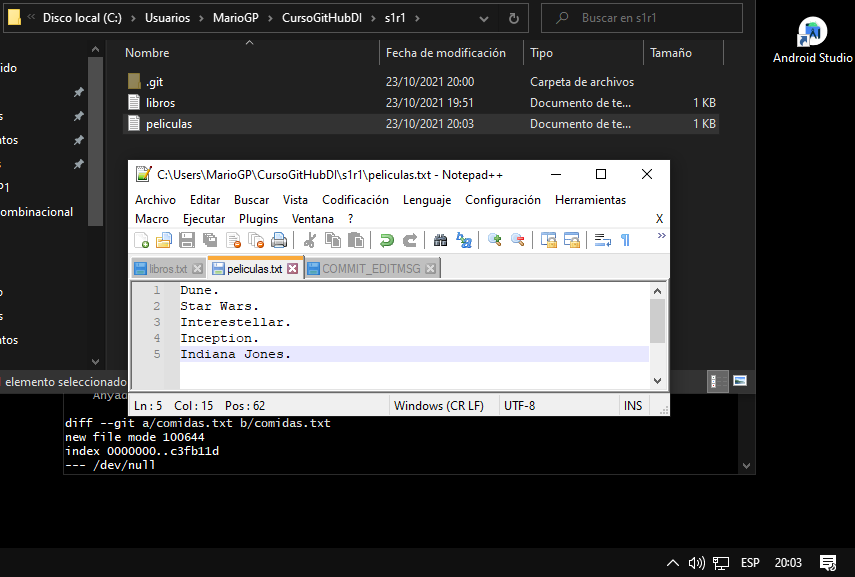 Disco local (C:) > Usuarios > MarioGP > CursoGitHubDI > s1r1 >
Buscar en s1r1
Android Studio
Nombre Fecha de modificación Tipo Tamaño
.git 23/10/2021 20:00 Carpeta de archivos
libros 23/10/2021 19:51 Documento de te... 1 KB
peliculas 23/10/2021 20:03 Documento de te... 1 KB
ido
s
atos
s
P1
ombinacional
o
s
atos
elemento seleccionado
C:\Users\MarioGP\CursoGitHubDI\s1r1\peliculas.txt - Notepad++
Archivo Editar Buscar Vista Codificación Lenguaje Configuración Herramientas
Macro Ejecutar Plugins Ventana ? X
libros.txt peliculas.txt COMMIT_EDITMSG
1 Dune.
2 Star Wars.
3 Interestellar.
4 Inception.
5 Indiana Jones.
Ln : 5 Col : 15 Pos : 62 Windows (CR LF) UTF-8 INS
diff --git a/comidas.txt b/comidas.txt
new file mode 100644
index 0000000..c3fb11d
--- /dev/null
ESP 20:03